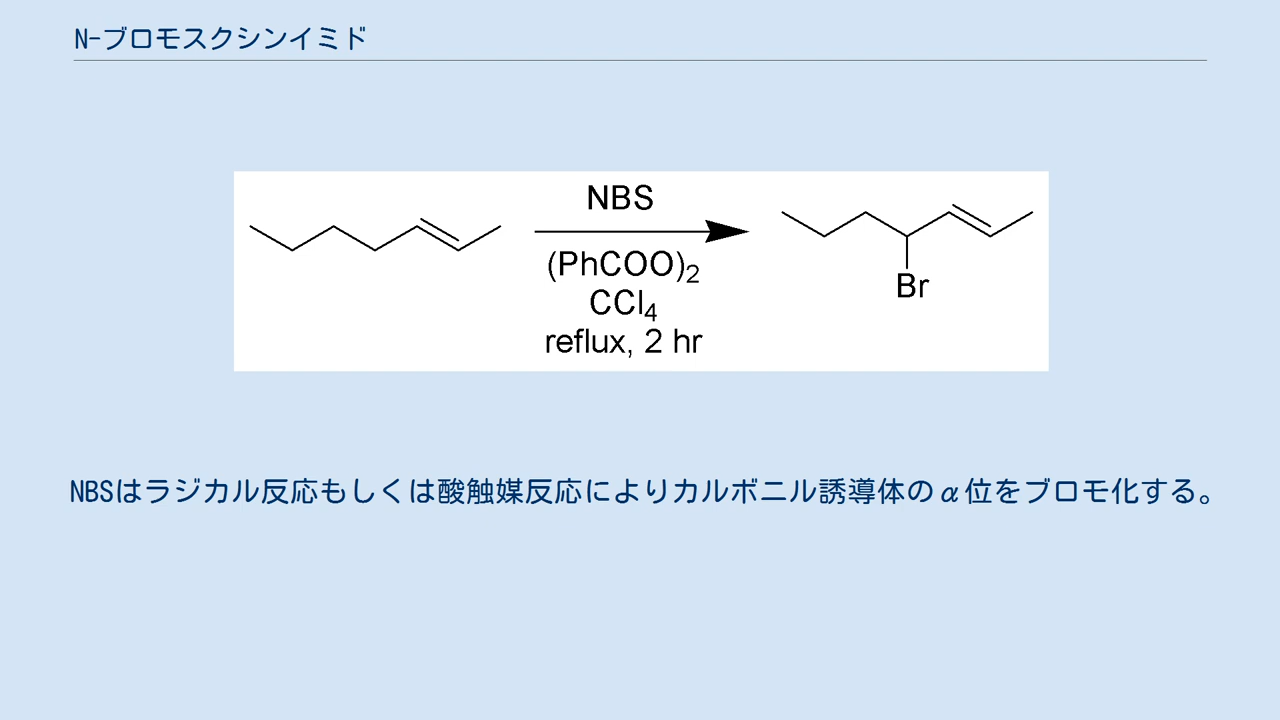 N-ブロモスクシンイミド
NBS
(PhCOO)2
CCl4
reflux, 2 hr
Br
NBSはラジカル反応もしくは酸触媒反応によりカルボニル誘導体のα位をブロモ化する。